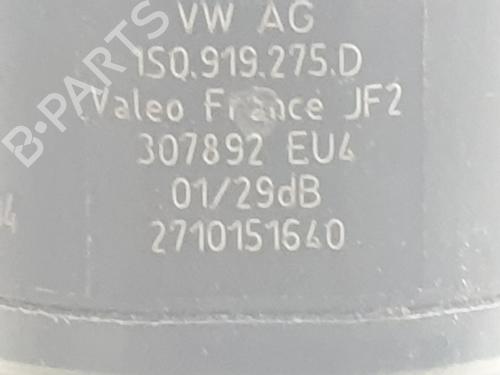 VW AG
1S0.919.275.D
Valeo France JF2
307892 EU4
01/29dB
2710151640
B-PARTS